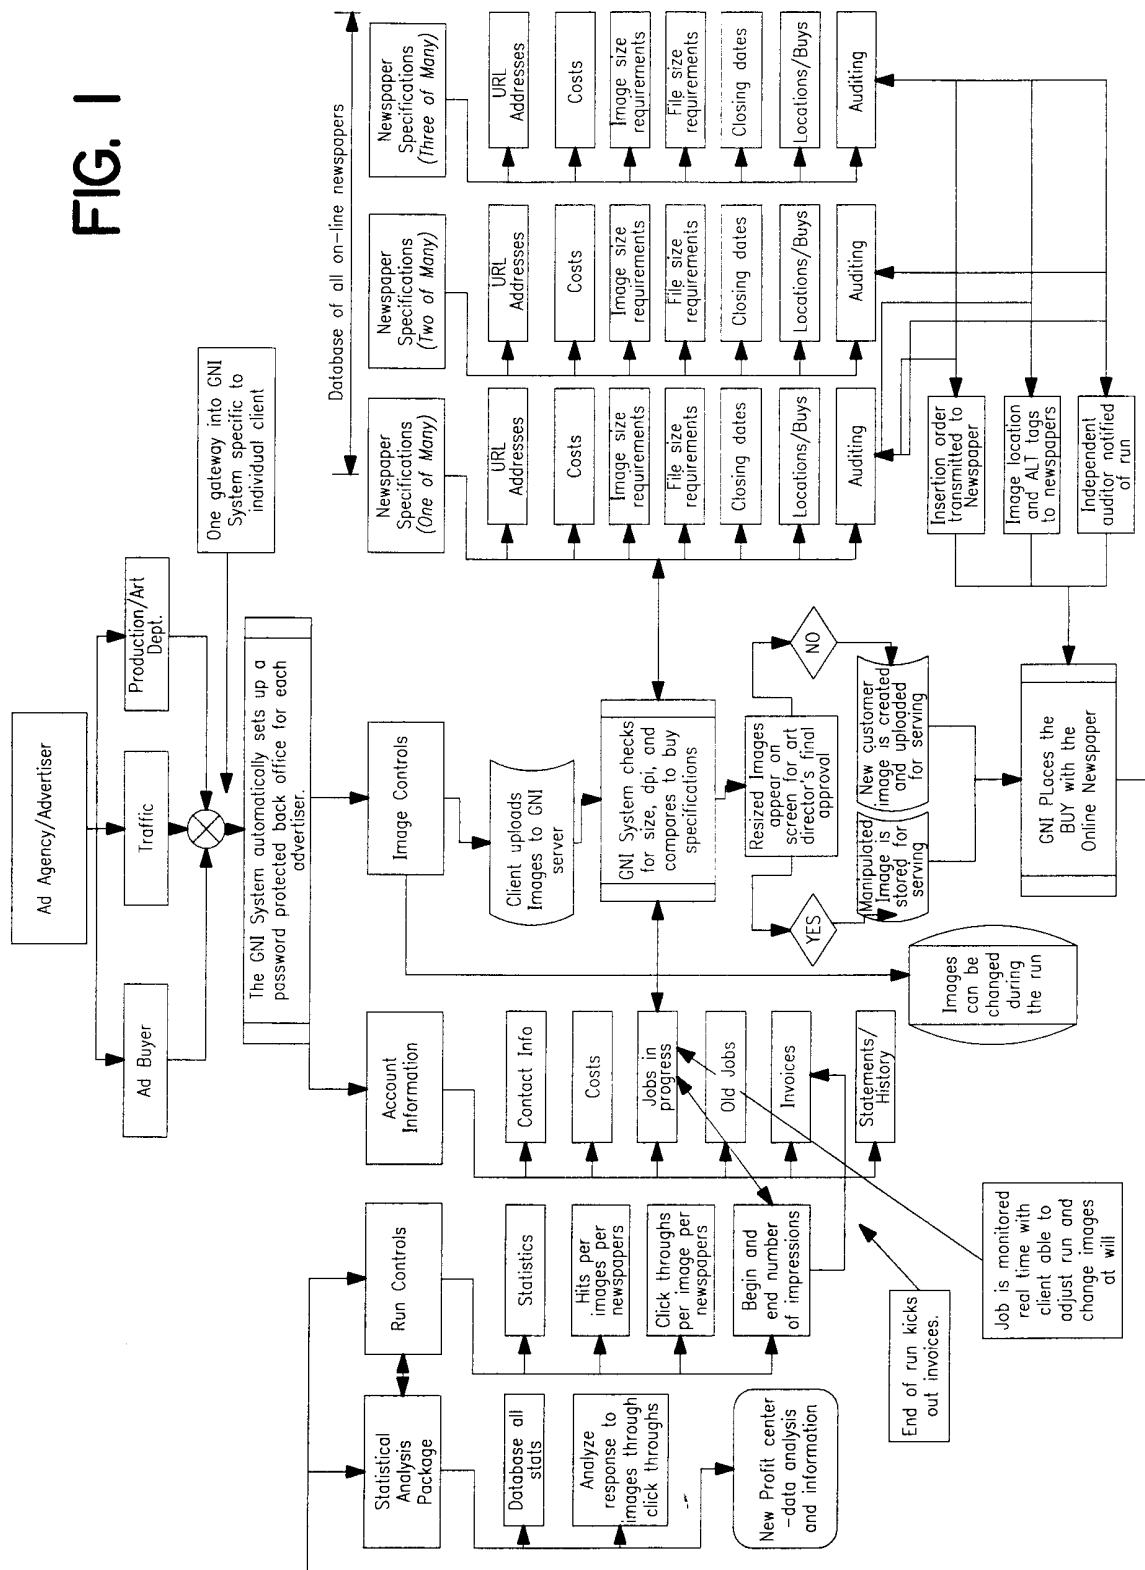 FIG. 1
Ad Agency/Advertiser
Ad Buyer
Traffic
Production/Art
Dept.
One gateway into GNI
System specific to
individual client
The GNI System automatically sets up a
password protected back office for each
advertiser.
Database of all on-line newspapers
Statistical
Analysis
Package
Run Controls
Account
Information
Image Controls
Newspaper
Specifications
(One of Many)
Newspaper
Specifications
(Two of Many)
Newspaper
Specifications
(Three of Many)
Database all
stats
Analyze
response to
images through
click throughs
New Profit center
-data analysis
and information
Statistics
Hits per
images per
newspapers
Click throughs
per image per
newspapers
Begin and
end number
of impressions
Contact Info
Costs
Jobs in
progress
Old Jobs
Invoices
Statements/
History
Client uploads
Images to GNI
server
GNI System checks
for size, dpi, and
compares to buy
specifications
Resized Images
appear on
screen for art
director's final
approval
YES
NO
Manipulated
Image is
stored for
serving
New customer
image is created
and uploaded
for serving
Images
can be
changed
during
the run
GNI Places the
BUY with the
Online Newspaper
URL
Addresses
Costs
Image size
requirements
File size
requirements
Closing dates
Locations/Buys
Auditing
URL
Addresses
Costs
Image size
requirements
File size
requirements
Closing dates
Locations/Buys
Auditing
URL
Addresses
Costs
Image size
requirements
File size
requirements
Closing dates
Locations/Buys
Auditing
Insertion order
transmitted to
Newspaper
Image location
and ALT tags
to newspapers
Independent
auditor notified
of run
End of run kicks
out invoices.
Job is monitored
real time with
client able to
adjust run and
change images
at will